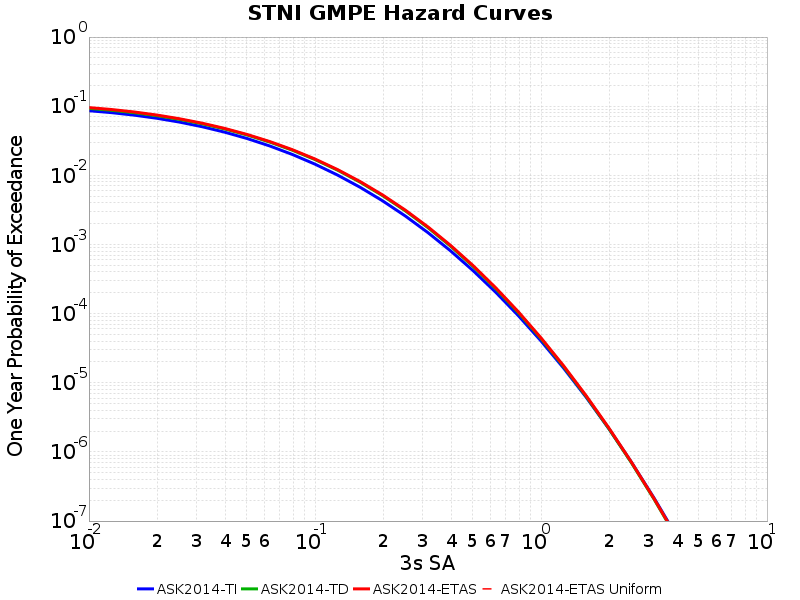 STNI GMPE Hazard Curves
One Year Probability of Exceedance
10^0
10^-1
10^-2
10^-3
10^-4
10^-5
10^-6
10^-7
10^-2 2 3 4 5 6 10^-1 2 3 4 5 6 7 10^0 2 3 4 5 6 7 10^1
3s SA
ASK2014-TI ASK2014-TD ASK2014-ETAS ASK2014-ETAS Uniform